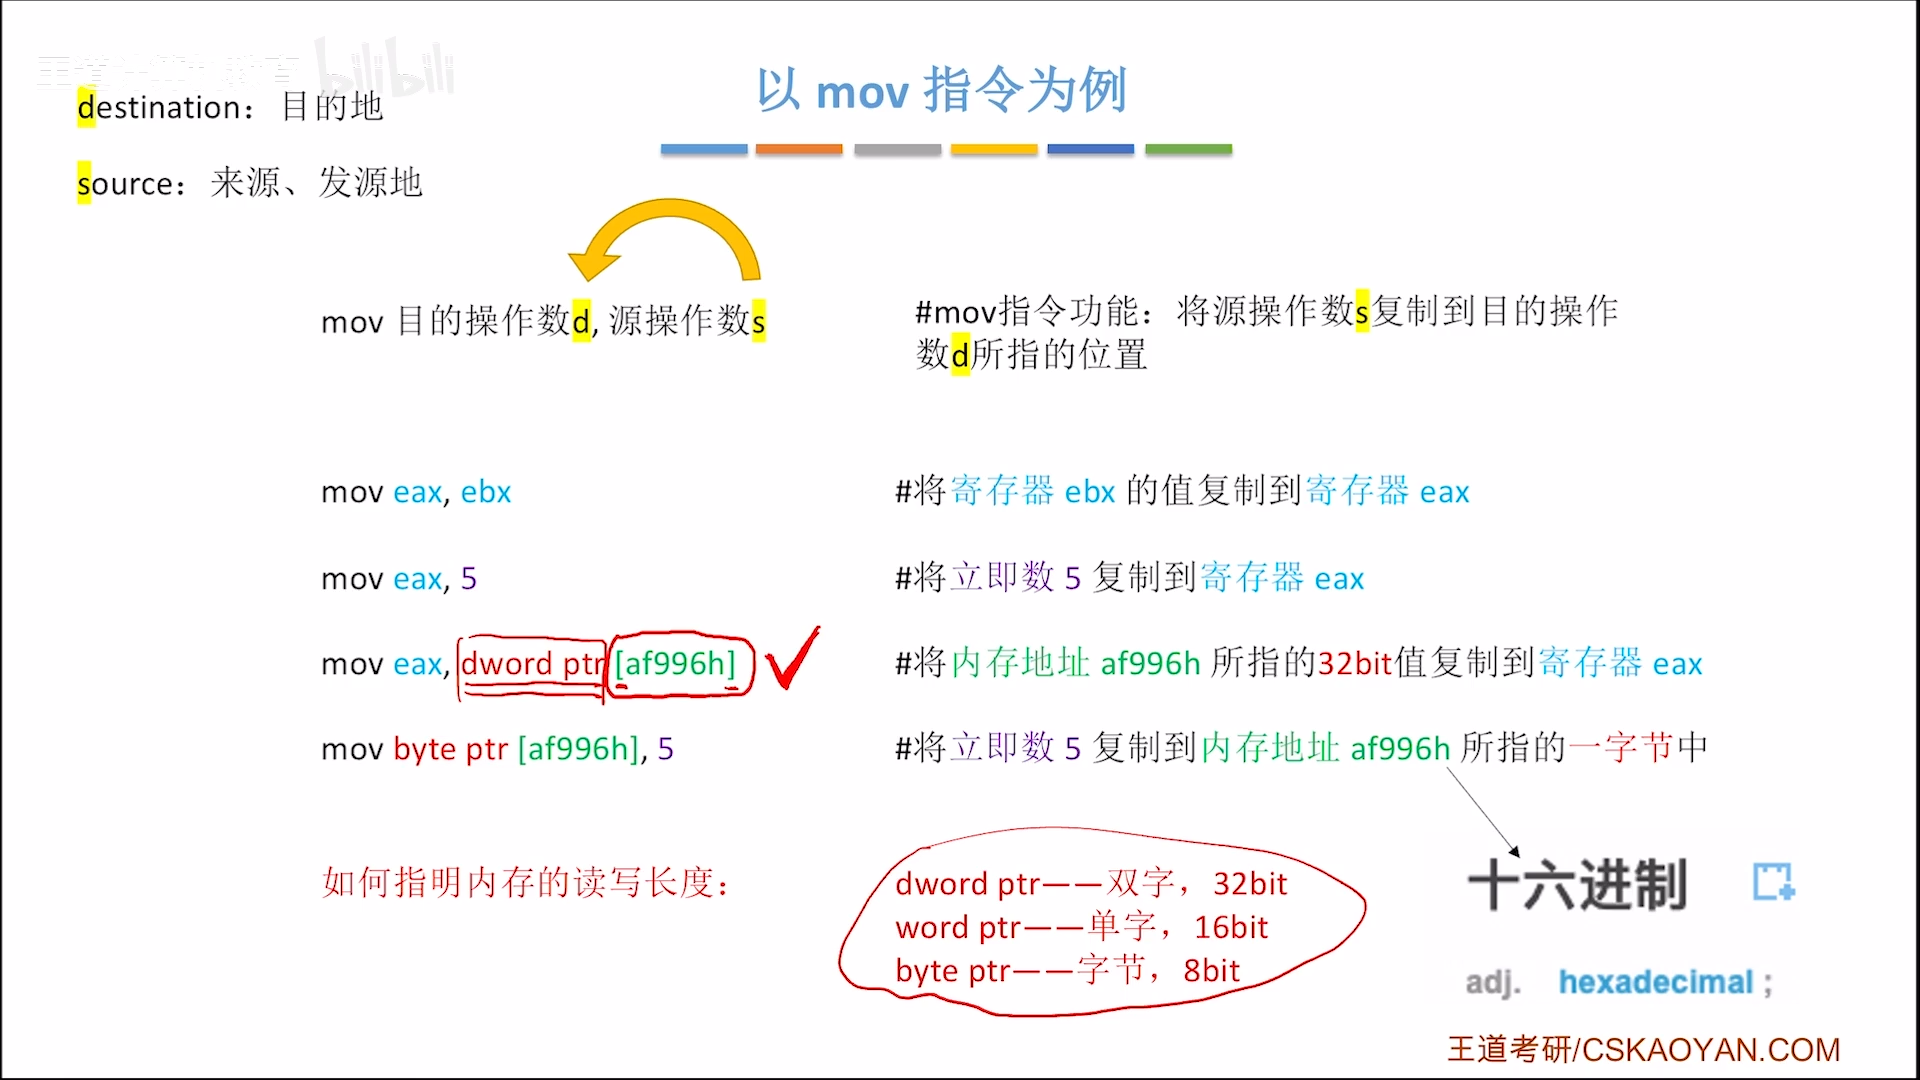 bilibili
以 mov 指令为例
destination：目的地
source：来源、发源地
mov 目的操作数d, 源操作数s
#mov指令功能：将源操作数s复制到目的操作
数d所指的位置
mov eax, ebx
#将寄存器 ebx 的值复制到寄存器 eax
mov eax, 5
#将立即数 5 复制到寄存器 eax
mov eax, dword ptr [af996h]
#将内存地址 af996h 所指的32bit值复制到寄存器 eax
mov byte ptr [af996h], 5
#将立即数 5 复制到内存地址 af996h 所指的一字节中
如何指明内存的读写长度：
dword ptr——双字，32bit
word ptr——单字，16bit
byte ptr——字节，8bit
十六进制
adj. hexadecimal ;
王道考研/CSKAOYAN.COM